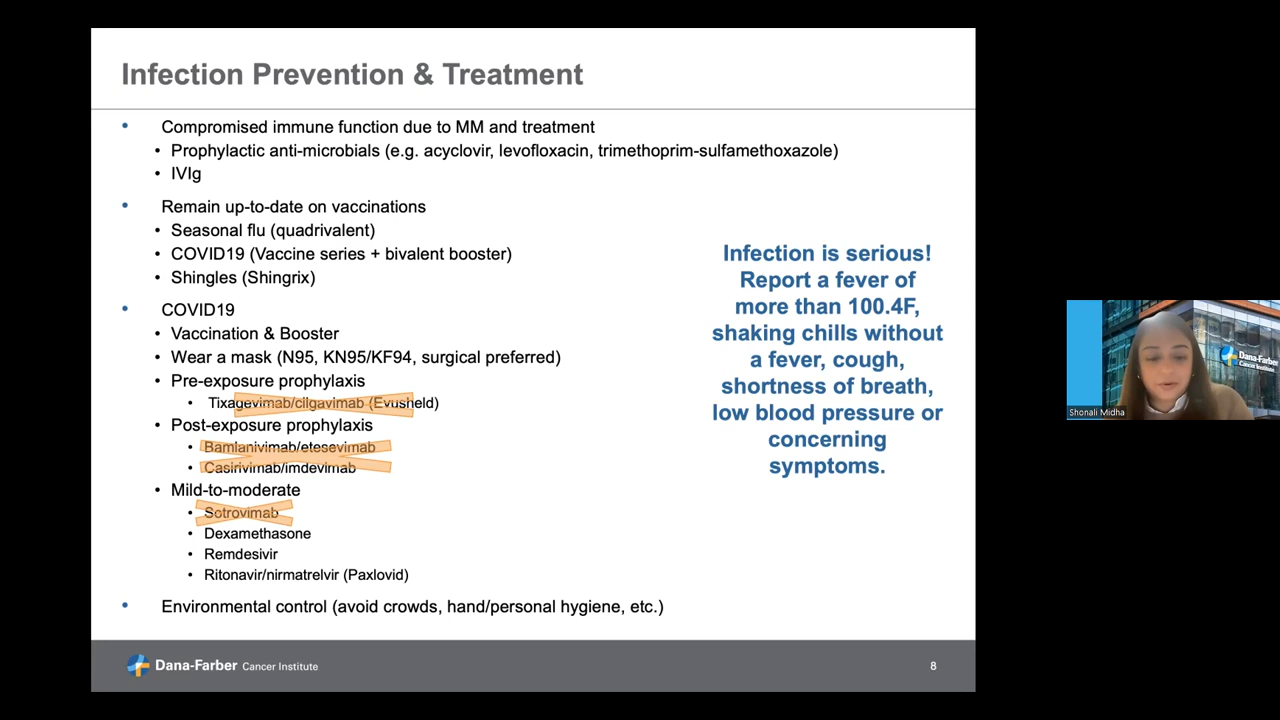 Infection Prevention & Treatment
• Compromised immune function due to MM and treatment
• Prophylactic anti-microbials (e.g. acyclovir, levofloxacin, trimethoprim-sulfamethoxazole)
• IVIg
• Remain up-to-date on vaccinations
• Seasonal flu (quadrivalent)
• COVID19 (Vaccine series + bivalent booster)
• Shingles (Shingrix)
• COVID19
• Vaccination & Booster
• Wear a mask (N95, KN95/KF94, surgical preferred)
• Pre-exposure prophylaxis
• Tixagevimab/cilgavimab (Evusheld)
• Post-exposure prophylaxis
• Bamlanivimab/etesevimab
• Casirivimab/imdevimab
• Mild-to-moderate
• Sotrovimab
• Dexamethasone
• Remdesivir
• Ritonavir/nirmatrelvir (Paxlovid)
• Environmental control (avoid crowds, hand/personal hygiene, etc.)
Infection is serious!
Report a fever of
more than 100.4F,
shaking chills without
a fever, cough,
shortness of breath,
low blood pressure or
concerning
symptoms.
Dana-Farber Cancer Institute
8
Dana-Farber
Cancer Institute
Shonali Midha